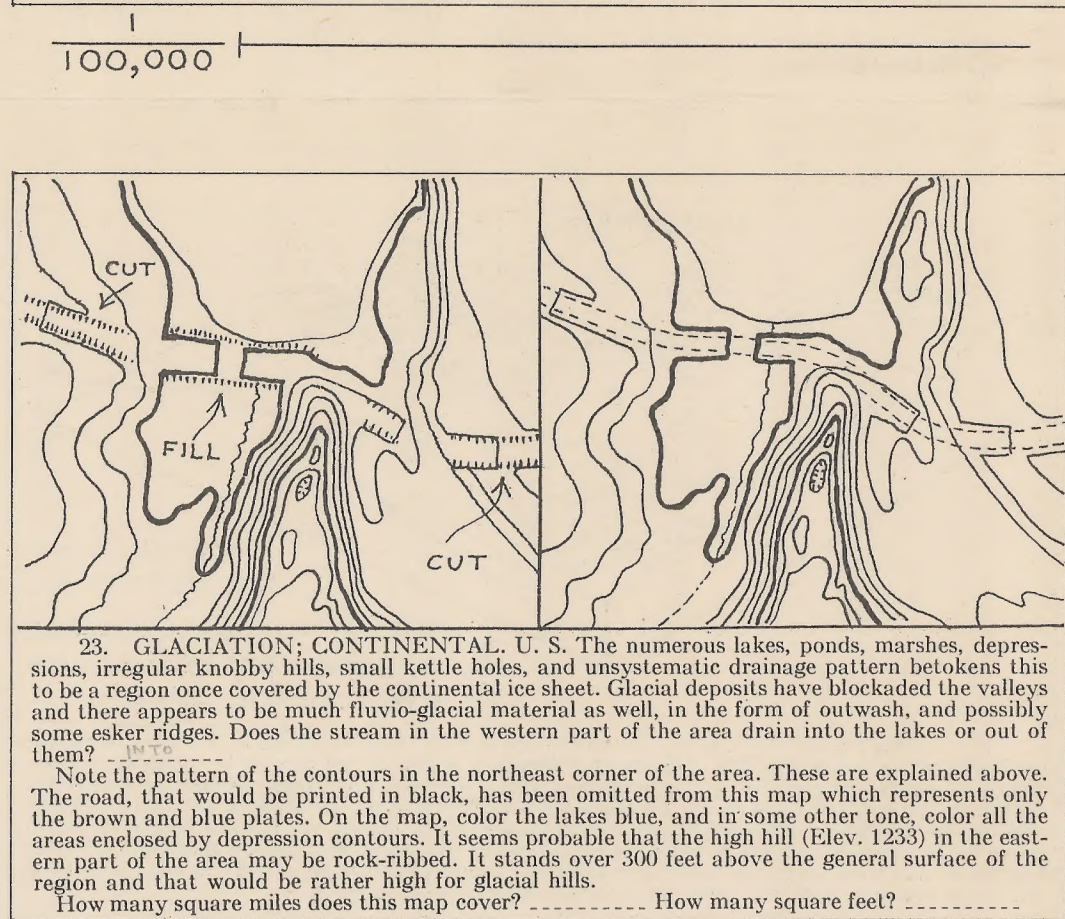 1
100,000
CUT
FILL
CUT
23. GLACIATION; CONTINENTAL. U. S. The numerous lakes, ponds, marshes, depres-
sions, irregular knobby hills, small kettle holes, and unsystematic drainage pattern betokens this
to be a region once covered by the continental ice sheet. Glacial deposits have blockaded the valleys
and there appears to be much fluvio-glacial material as well, in the form of outwash, and possibly
some esker ridges. Does the stream in the western part of the area drain into the lakes or out of
them? INTO
Note the pattern of the contours in the northeast corner of the area. These are explained above.
The road, that would be printed in black, has been omitted from this map which represents only
the brown and blue plates. On the map, color the lakes blue, and in some other tone, color all the
areas enclosed by depression contours. It seems probable that the high hill (Elev. 1233) in the east-
ern part of the area may be rock-ribbed. It stands over 300 feet above the general surface of the
region and that would be rather high for glacial hills.
How many square miles does this map cover? __________ How many square feet? __________